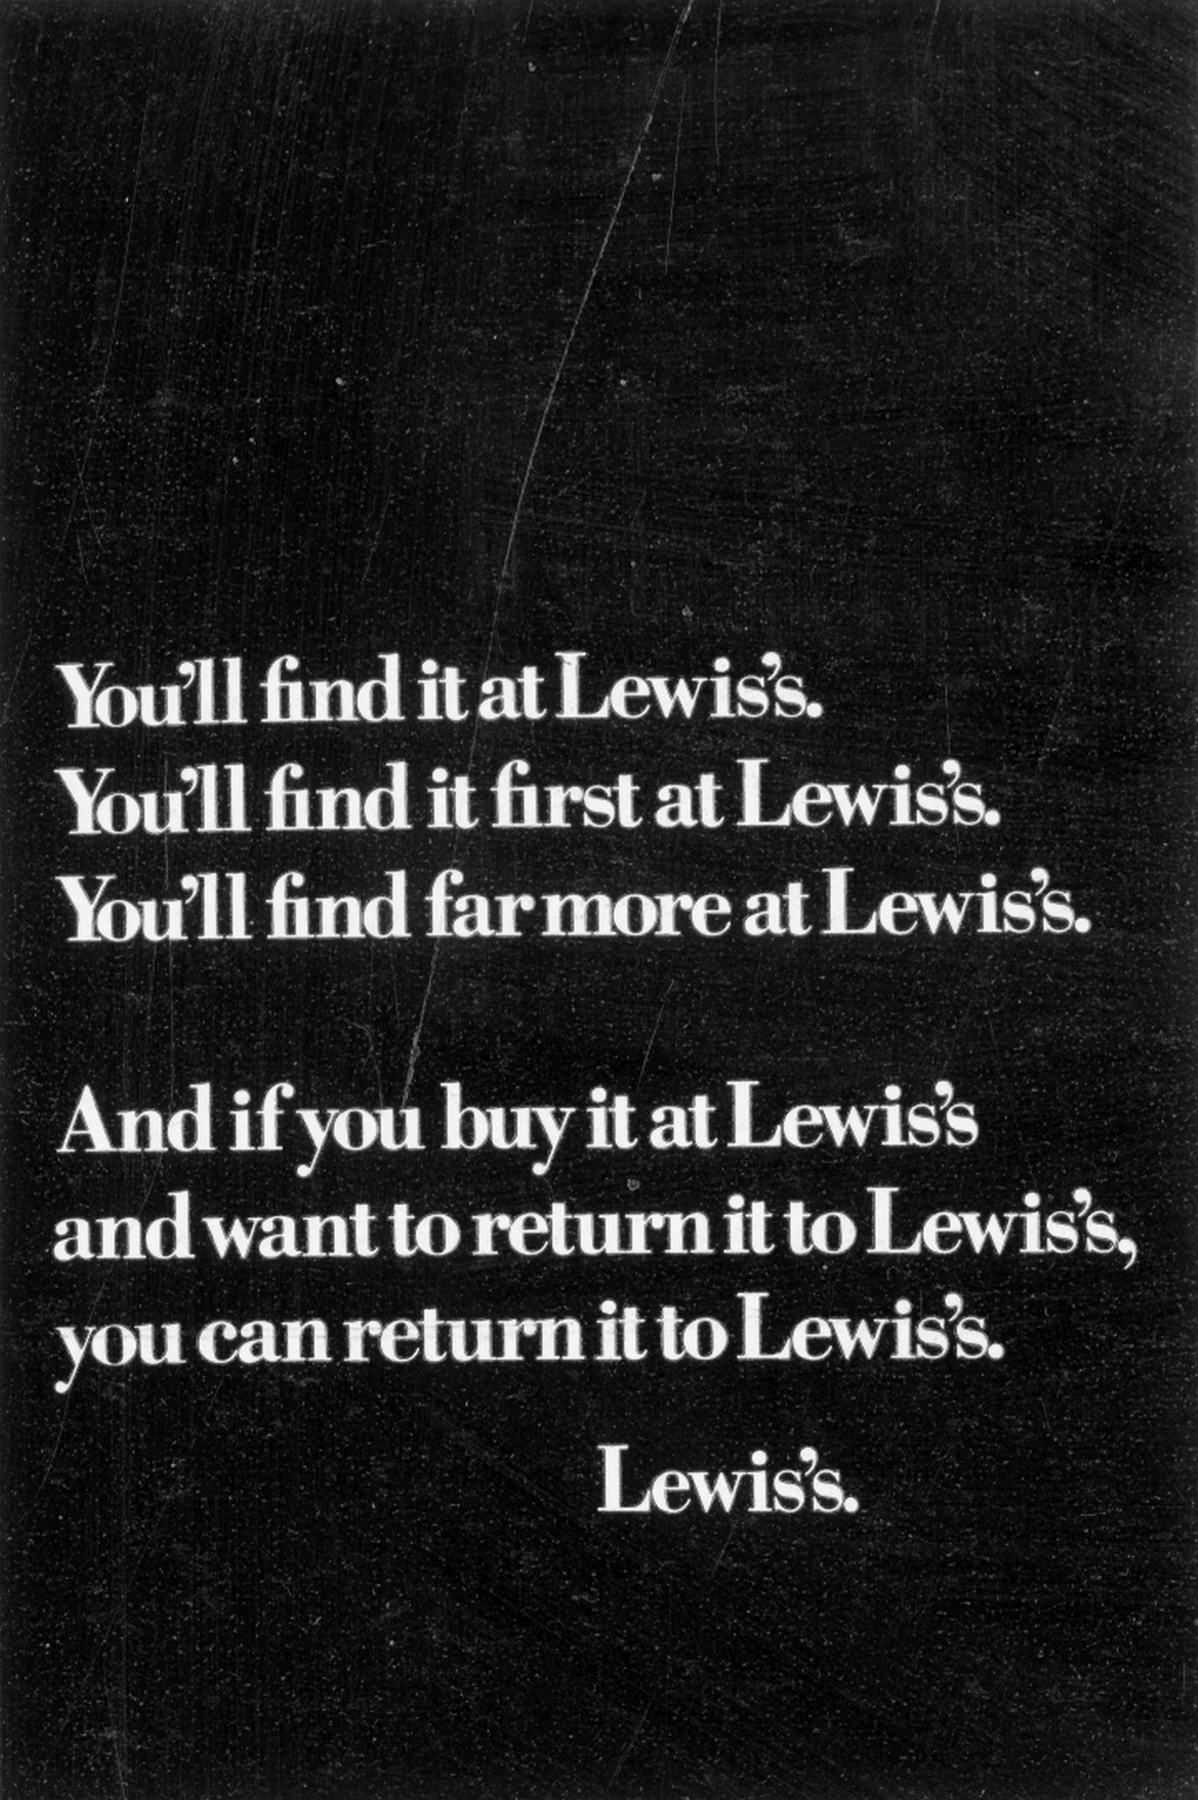 You’ll find it at Lewis’s.
You’ll find it first at Lewis’s.
You’ll find far more at Lewis’s.
And if you buy it at Lewis’s
and want to return it to Lewis’s,
you can return it to Lewis’s.
Lewis’s.